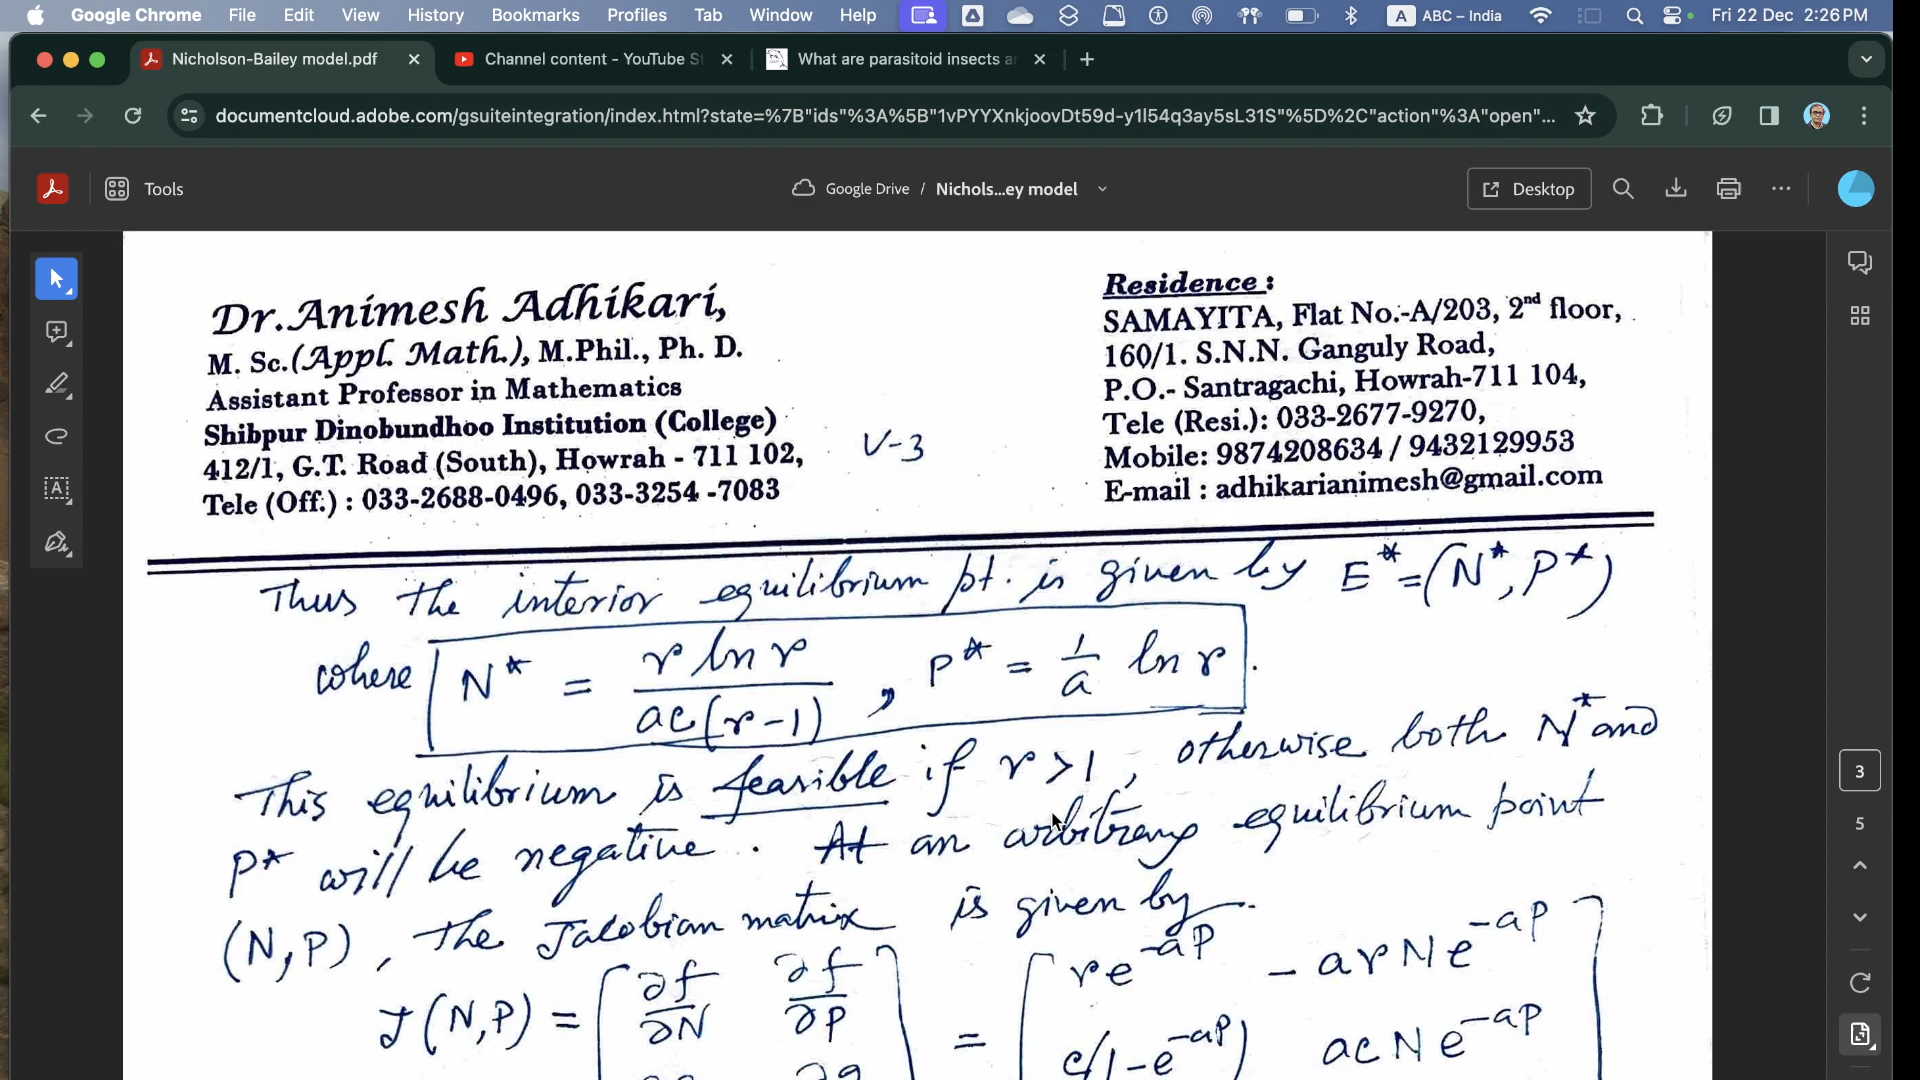 Google Chrome File Edit View History Bookmarks Profiles Tab Window Help A ABC – India Fri 22 Dec 2:26 PM
Nicholson-Bailey model.pdf Channel content - YouTube S What are parasitoid insects a
documentcloud.adobe.com/gsuiteintegration/index.html?state=%7B"ids"%3A%5B"1vPYYXnkjoovDt59d-y1l54q3ay5sL31S"%5D%2C"action"%3A"open"...
Tools Google Drive / Nichols...ey model Desktop
Dr.Animesh Adhikari,
M. Sc.(Appl. Math.), M.Phil., Ph. D.
Assistant Professor in Mathematics
Shibpur Dinobundhoo Institution (College)
412/1, G.T. Road (South), Howrah - 711 102,
Tele (Off.) : 033-2688-0496, 033-3254 -7083
V-3
Residence :
SAMAYITA, Flat No.-A/203, 2nd floor,
160/1. S.N.N. Ganguly Road,
P.O.- Santragachi, Howrah-711 104,
Tele (Resi.): 033-2677-9270,
Mobile: 9874208634 / 9432129953
E-mail : adhikarianimesh@gmail.com
Thus the interior equilibrium pt. is given by E* = (N*, P*)
where N* = r ln r / ac(r-1) , P* = 1/a ln r .
This equilibrium is feasible if r > 1, otherwise both N* and
P* will be negative . At an arbitrary equilibrium point
(N,P) , the Jacobian matrix is given by
J(N,P) = [ ∂f/∂N ∂f/∂P = [ re^-aP - arNe^-aP ]
c(1-e^-aP) acNe^-aP
3
5